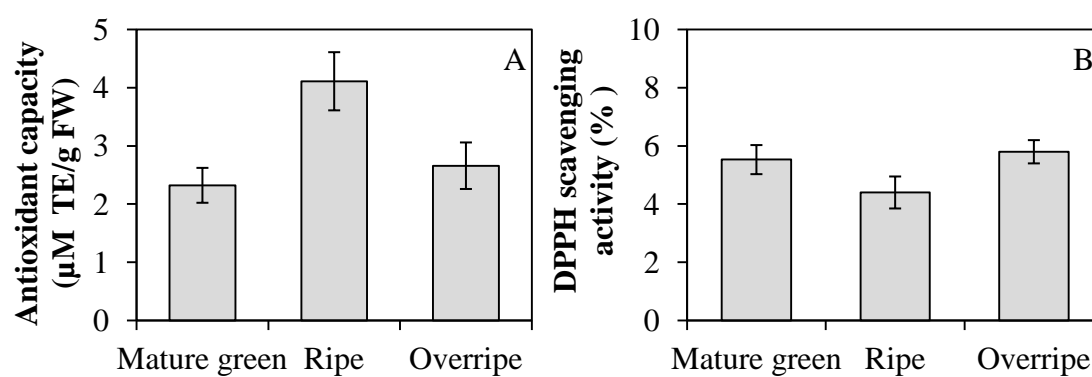 Antioxidant capacity
(µM TE/g FW)
5
4
3
2
1
0
A
Mature green Ripe Overripe
DPPH scavenging
activity (% )
10
8
6
4
2
0
B
Mature green Ripe Overripe